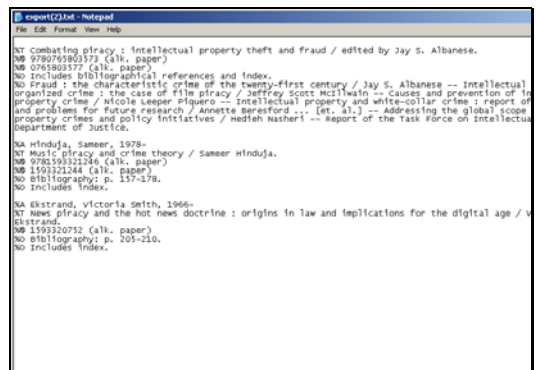 export(2).txt - Notepad
File Edit Format View Help
%T Combating piracy : intellectual property theft and fraud / edited by Jay S. Albanese.
%@ 9780765803573 (alk. paper)
%@ 0765803577 (alk. paper)
%O Includes bibliographical references and index.
%O Fraud : the characteristic crime of the twenty-first century / Jay S. Albanese -- Intellectual
organized crime : the case of film piracy / Jeffrey Scott McIllwain -- Causes and prevention of in
property crime / Nicole Leeper Piquero -- Intellectual property and white-collar crime : report of
and problems for future research / Annette Beresford ... [et. al.] -- Addressing the global scope
property crimes and policy initiatives / Hedieh Nasheri -- Report of the Task Force on Intellectua
Department of Justice.
%A Hinduja, Sameer, 1978-
%T Music piracy and crime theory / Sameer Hinduja.
%@ 9781593321246 (alk. paper)
%@ 1593321244 (alk. paper)
%O Bibliography: p. 157-178.
%O Includes index.
%A Ekstrand, Victoria Smith, 1966-
%T News piracy and the hot news doctrine : origins in law and implications for the digital age / V
Ekstrand.
%@ 1593320752 (alk. paper)
%O Bibliography: p. 205-210.
%O Includes index.